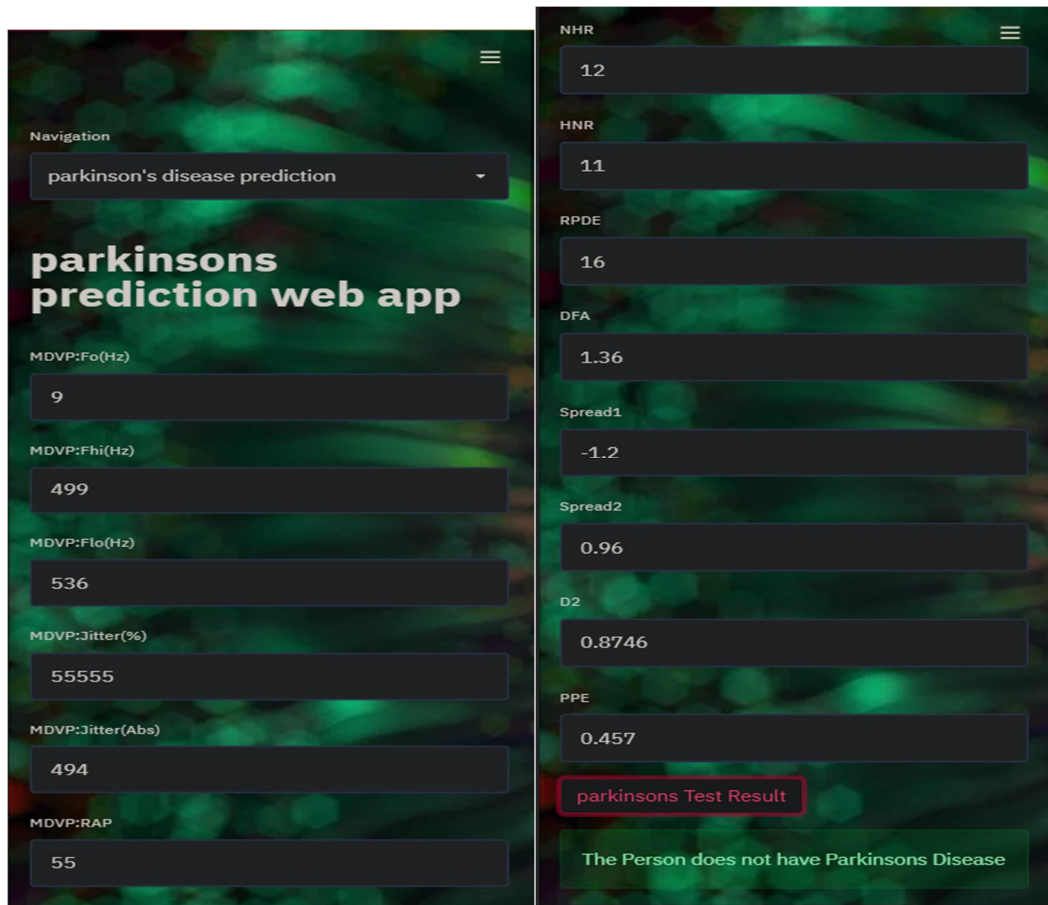 Navigation
parkinson's disease prediction
parkinsons
prediction web app
MDVP:Fo(Hz)
9
MDVP:Fhi(Hz)
499
MDVP:Flo(Hz)
536
MDVP:Jitter(%)
55555
MDVP:Jitter(Abs)
494
MDVP:RAP
55
NHR
12
HNR
11
RPDE
16
DFA
1.36
Spread1
-1.2
Spread2
0.96
D2
0.8746
PPE
0.457
parkinsons Test Result
The Person does not have Parkinsons Disease